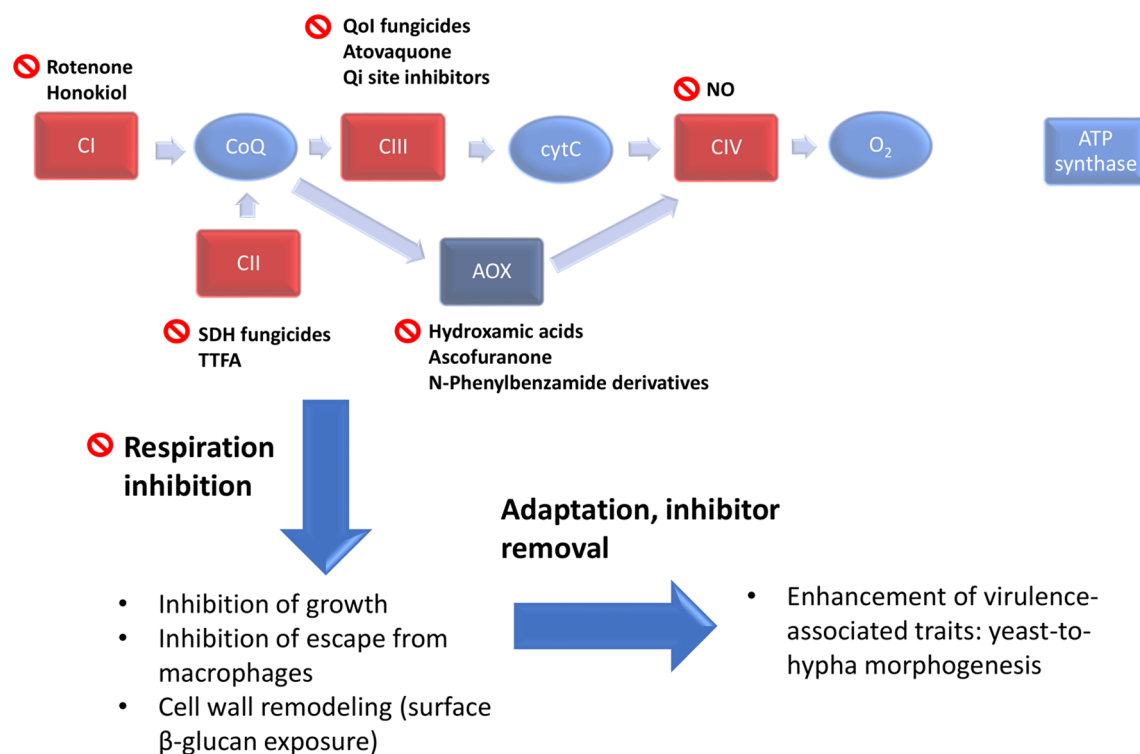 QoI fungicides
Atovaquone
Qi site inhibitors
Rotenone
Honokiol
NO
CI
CoQ
CIII
cytC
CIV
O₂
ATP
synthase
CII
AOX
SDH fungicides
TTFA
Hydroxamic acids
Ascofuranone
N-Phenylbenzamide derivatives
Respiration
inhibition
Adaptation, inhibitor
removal
• Inhibition of growth
• Inhibition of escape from
macrophages
• Cell wall remodeling (surface
β-glucan exposure)
• Enhancement of virulence-
associated traits: yeast-to-
hypha morphogenesis